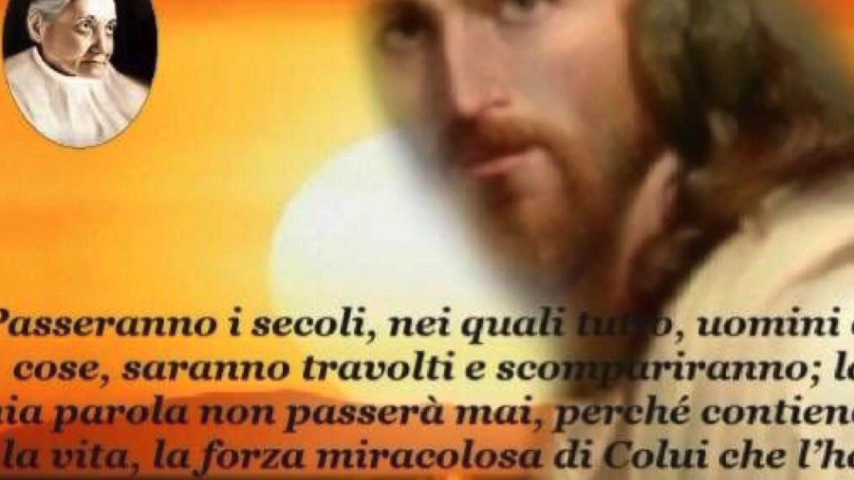 Passeranno i secoli, nei quali tutto, uomini e
cose, saranno travolti e scompariranno; la
mia parola non passerà mai, perché contiene
la vita, la forza miracolosa di Colui che l'ha